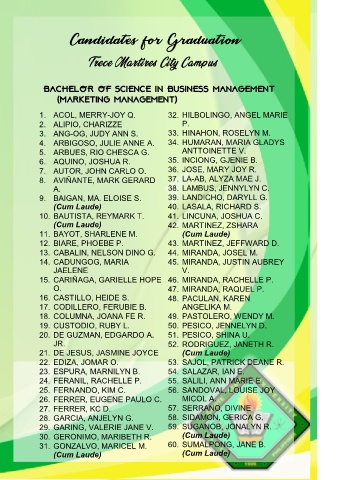 Candidates for Graduation
Trece Martires City Campus
BACHELOR OF SCIENCE IN BUSINESS MANAGEMENT
(MARKETING MANAGEMENT)
1. ACOL, MERRY-JOY Q.
2. ALIPIO, CHARIZZE
3. ANG-OG, JUDY ANN S.
4. ARBIGOSO, JULIE ANNE A.
5. ARBUES, RIO CHESCA G.
6. AQUINO, JOSHUA R.
7. AUTOR, JOHN CARLO O.
8. AVIÑANTE, MARK GERARD
A.
9. BAIGAN, MA. ELOISE S.
(Cum Laude)
10. BAUTISTA, REYMARK T.
(Cum Laude)
11. BAYOT, SHARLENE M.
12. BIARE, PHOEBE P.
13. CABALIN, NELSON DINO G.
14. CADUNGOG, MARIA
JAELENE
15. CARIÑAGA, GARIELLE HOPE
O.
16. CASTILLO, HEIDE S.
17. CODILLERO, FERUBIE B.
18. COLUMNA, JOANA FE R.
19. CUSTODIO, RUBY L.
20. DE GUZMAN, EDGARDO A.
JR.
21. DE JESUS, JASMINE JOYCE
22. EDIZA, JOMAR O.
23. ESPURA, MARNILYN B.
24. FERANIL, RACHELLE P.
25. FERNANDO, KIM C.
26. FERRER, EUGENE PAULO C.
27. FERRER, KC D.
28. GARCIA, ANJELYN G.
29. GARING, VALERIE JANE V.
30. GERONIMO, MARIBETH R.
31. GONZALVO, MARICEL M.
(Cum Laude)
32. HILBOLINGO, ANGEL MARIE
P.
33. HINAHON, ROSELYN M.
34. HUMARAN, MARIA GLADYS
ANTTOINETTE V.
35. INCIONG, GJENIE B.
36. JOSE, MARY JOY R.
37. LA-AB, ALYZA MAE J.
38. LAMBUS, JENNYLYN C.
39. LANDICHO, DARYLL G.
40. LASALA, RICHARD S.
41. LINCUNA, JOSHUA C.
42. MARTINEZ, ZSHARA
(Cum Laude)
43. MARTINEZ, JEFFWARD D.
44. MIRANDA, JOSEL M.
45. MIRANDA, JUSTIN AUBREY
V.
46. MIRANDA, RACHELLE P.
47. MIRANDA, RAQUEL P.
48. PACULAN, KAREN
ANGELIKA M.
49. PASTOLERO, WENDY M.
50. PESICO, JENNELYN D.
51. PESICO, SHINA U.
52. RODRIGUEZ, JANETH R.
(Cum Laude)
53. SAJOL, PATRICK DEANE R.
54. SALAZAR, IAN E.
55. SALILI, ANN MARIE E.
56. SANDOVAL, LOUISE JOY
MICOL A.
57. SERRANO, DIVINE
58. SIDAMON, GERICA G.
59. SUGANOB, JONALYN R.
(Cum Laude)
60. SUMALPONG, JANE B.
(Cum Laude)